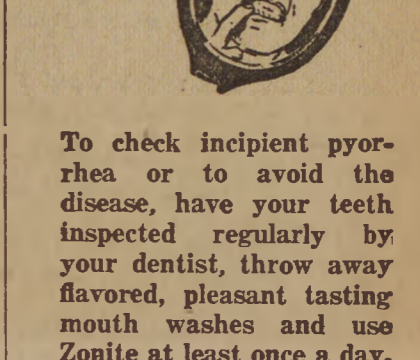 To check incipient pyor-
rhea or to avoid the
disease, have your teeth
inspected regularly by
your dentist, throw away
flavored, pleasant tasting
mouth washes and use
Zonite at least once a day.